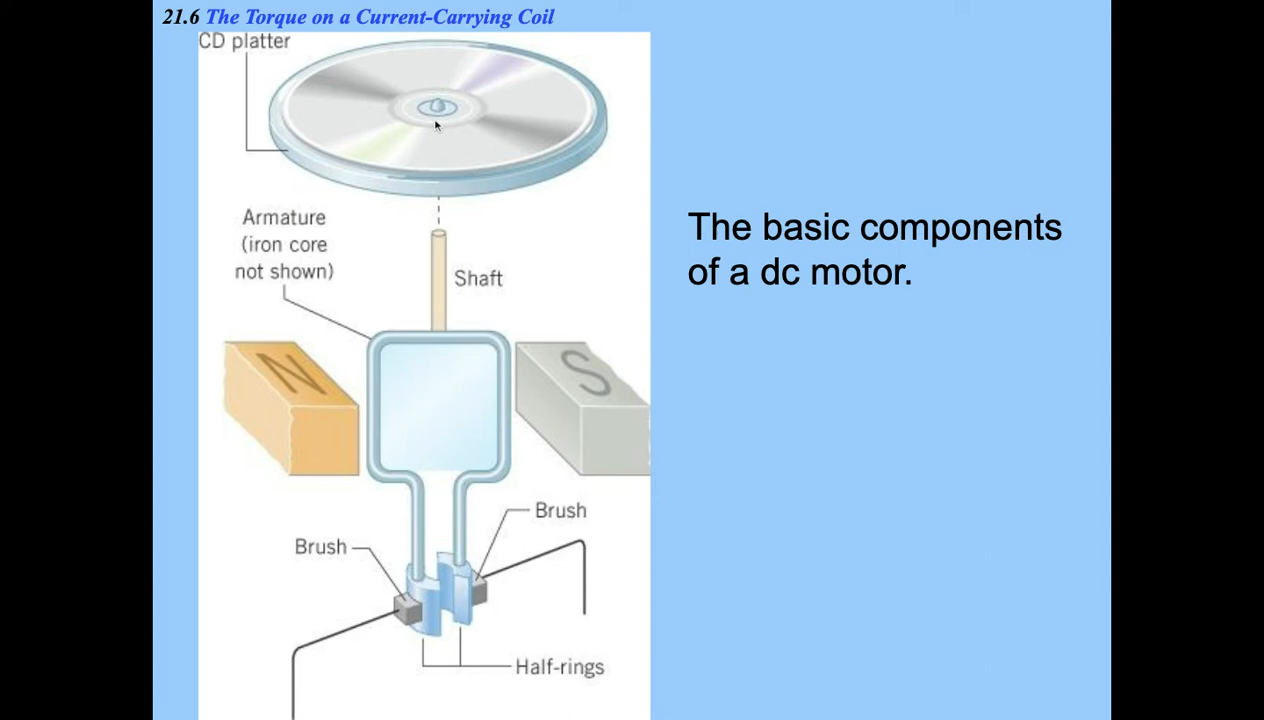 21.6 The Torque on a Current-Carrying Coil
CD platter
Armature
(iron core
not shown)
Shaft
The basic components
of a dc motor.
N
S
Brush
Brush
Half-rings